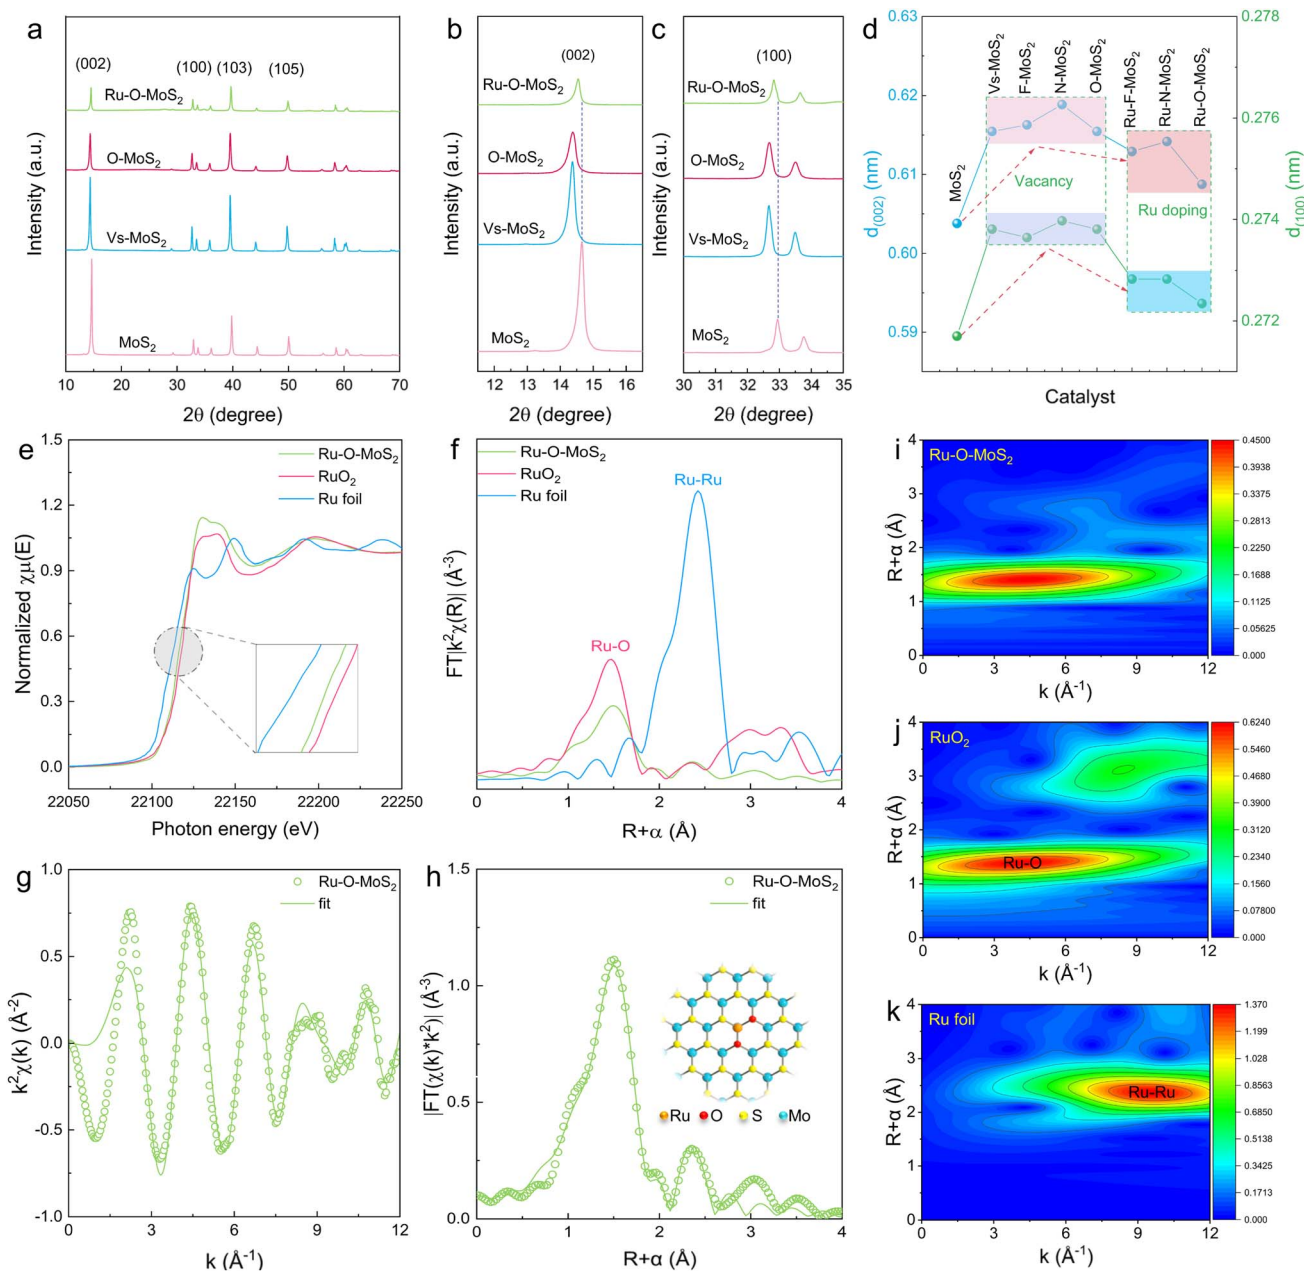 a
(002)
(100)
(103)
(105)
Ru-O-MoS₂
O-MoS₂
Vs-MoS₂
MoS₂
Intensity (a.u.)
10 20 30 40 50 60 70
2θ (degree)
b
(002)
Ru-O-MoS₂
O-MoS₂
Vs-MoS₂
MoS₂
Intensity (a.u.)
12 13 14 15 16
2θ (degree)
c
(100)
Ru-O-MoS₂
O-MoS₂
Vs-MoS₂
MoS₂
Intensity (a.u.)
30 31 32 33 34 35
2θ (degree)
d
0.63
0.62
0.61
0.60
0.59
d(002) (nm)
0.278
0.276
0.274
0.272
d(100) (nm)
MoS₂
Vs-MoS₂
F-MoS₂
N-MoS₂
O-MoS₂
Ru-F-MoS₂
Ru-N-MoS₂
Ru-O-MoS₂
Vacancy
Ru doping
Catalyst
e
1.5
1.2
0.9
0.6
0.3
0.0
Normalized χμ(E)
Ru-O-MoS₂
RuO₂
Ru foil
22050 22100 22150 22200 22250
Photon energy (eV)
f
Ru-O-MoS₂
RuO₂
Ru foil
Ru-Ru
Ru-O
FT|k²χ(R)| (Å⁻³)
0 1 2 3 4
R+α (Å)
g
1.0
0.5
0.0
-0.5
-1.0
k²χ(k) (Å⁻²)
Ru-O-MoS₂
fit
0 3 6 9 12
k (Å⁻¹)
h
1.5
1.0
0.5
0.0
|FT(χ(k)*k²)| (Å⁻³)
Ru-O-MoS₂
fit
Ru O S Mo
0 1 2 3 4
R+α (Å)
i
Ru-O-MoS₂
4
3
2
1
0
R+α (Å)
0 3 6 9 12
k (Å⁻¹)
0.4500
0.3938
0.3375
0.2813
0.2250
0.1688
0.1125
0.05625
0.000
j
RuO₂
Ru-O
4
3
2
1
0
R+α (Å)
0 3 6 9 12
k (Å⁻¹)
0.6240
0.5460
0.4680
0.3900
0.3120
0.2340
0.1560
0.07800
0.000
k
Ru foil
Ru-Ru
4
3
2
1
0
R+α (Å)
0 3 6 9 12
k (Å⁻¹)
1.370
1.199
1.028
0.8563
0.6850
0.5138
0.3425
0.1713
0.000